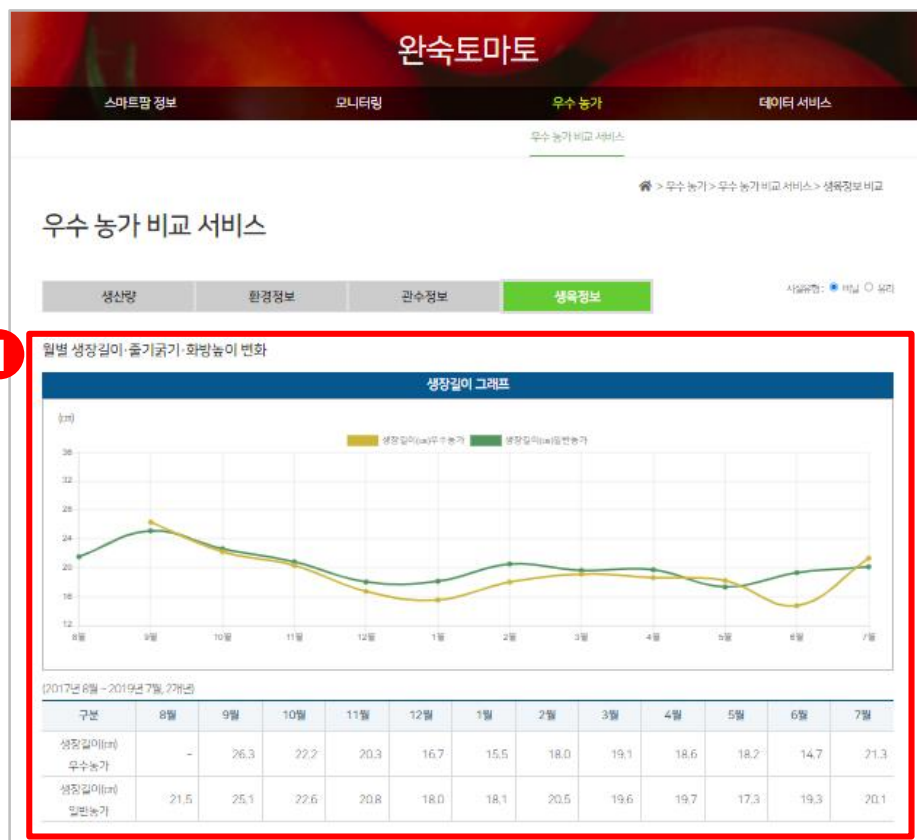 완숙토마토
스마트팜 정보 모니터링 우수 농가 데이터 서비스
우수 농가 비교 서비스
> 우수 농가 > 우수 농가 비교 서비스 > 생육정보 비교
우수 농가 비교 서비스
생산량 환경정보 관수정보 생육정보
시설유형 : 비닐 유리
1
월별 생장길이·줄기굵기·화방높이 변화
생장길이 그래프
(cm)
생장길이(cm)우수농가 생장길이(cm)일반농가
36
32
28
24
20
16
12
8월 9월 10월 11월 12월 1월 2월 3월 4월 5월 6월 7월
(2017년 8월 ~ 2019년 7월, 2개년)
구분 8월 9월 10월 11월 12월 1월 2월 3월 4월 5월 6월 7월
생장길이(cm)
우수농가 - 26.3 22.2 20.3 16.7 15.5 18.0 19.1 18.6 18.2 14.7 21.3
생장길이(cm)
일반농가 21.5 25.1 22.6 20.8 18.0 18.1 20.5 19.6 19.7 17.3 19.3 20.1